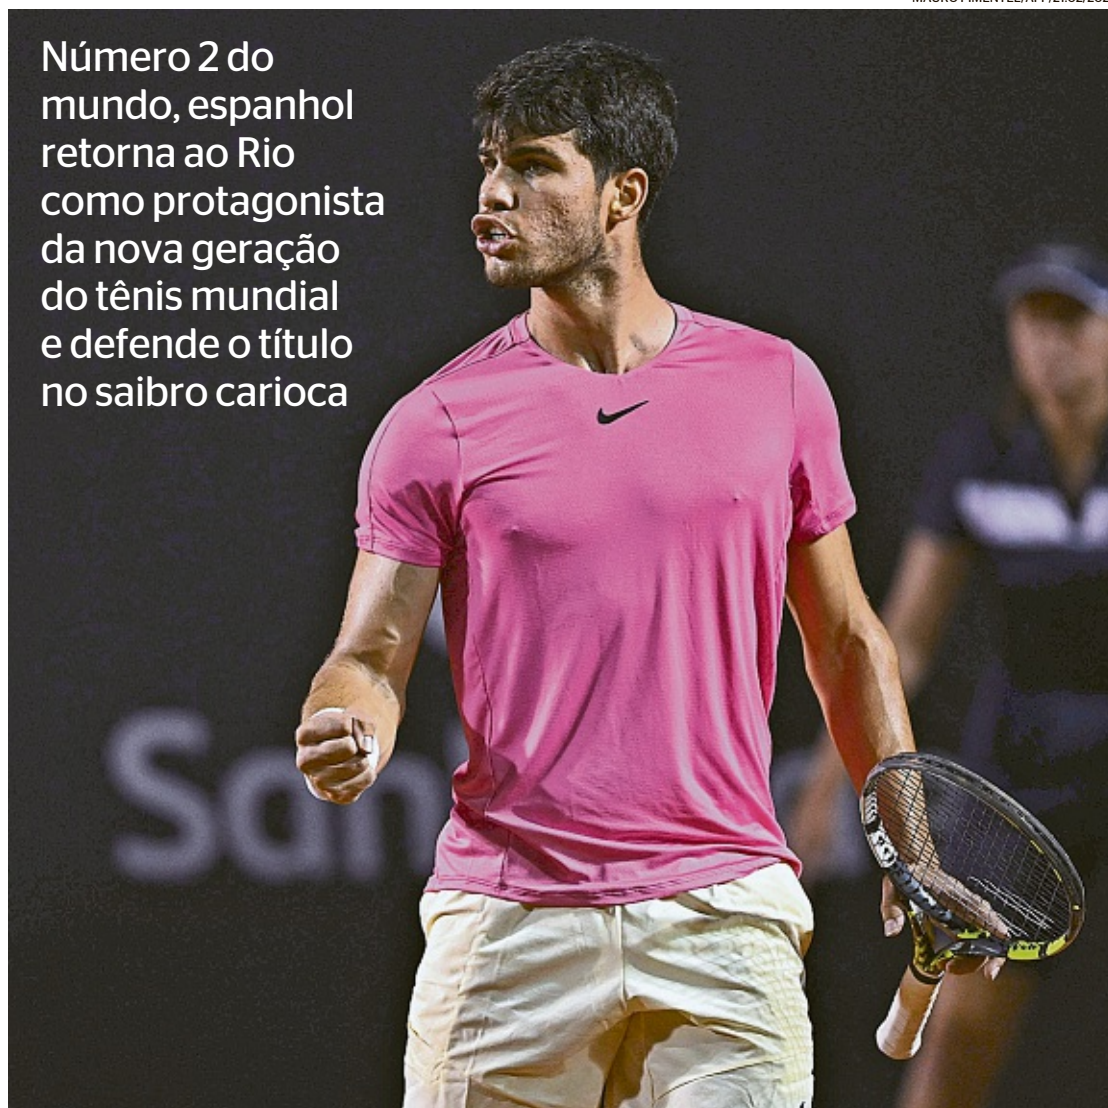 Número 2 do
mundo, espanhol
retorna ao Rio
como protagonista
da nova geração
do tênis mundial
e defende o título
no saibro carioca
San